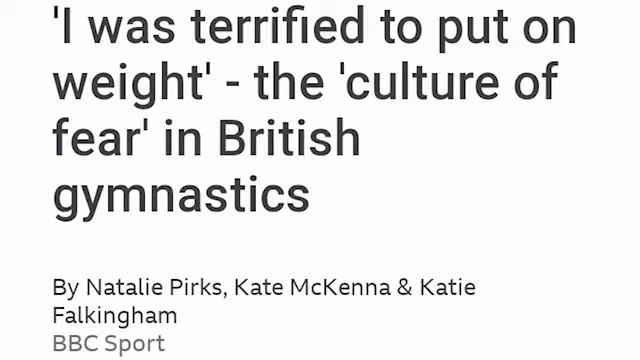 'I was terrified to put on
weight' - the 'culture of
fear' in British
gymnastics
By Natalie Pirks, Kate McKenna & Katie
Falkingham
BBC Sport